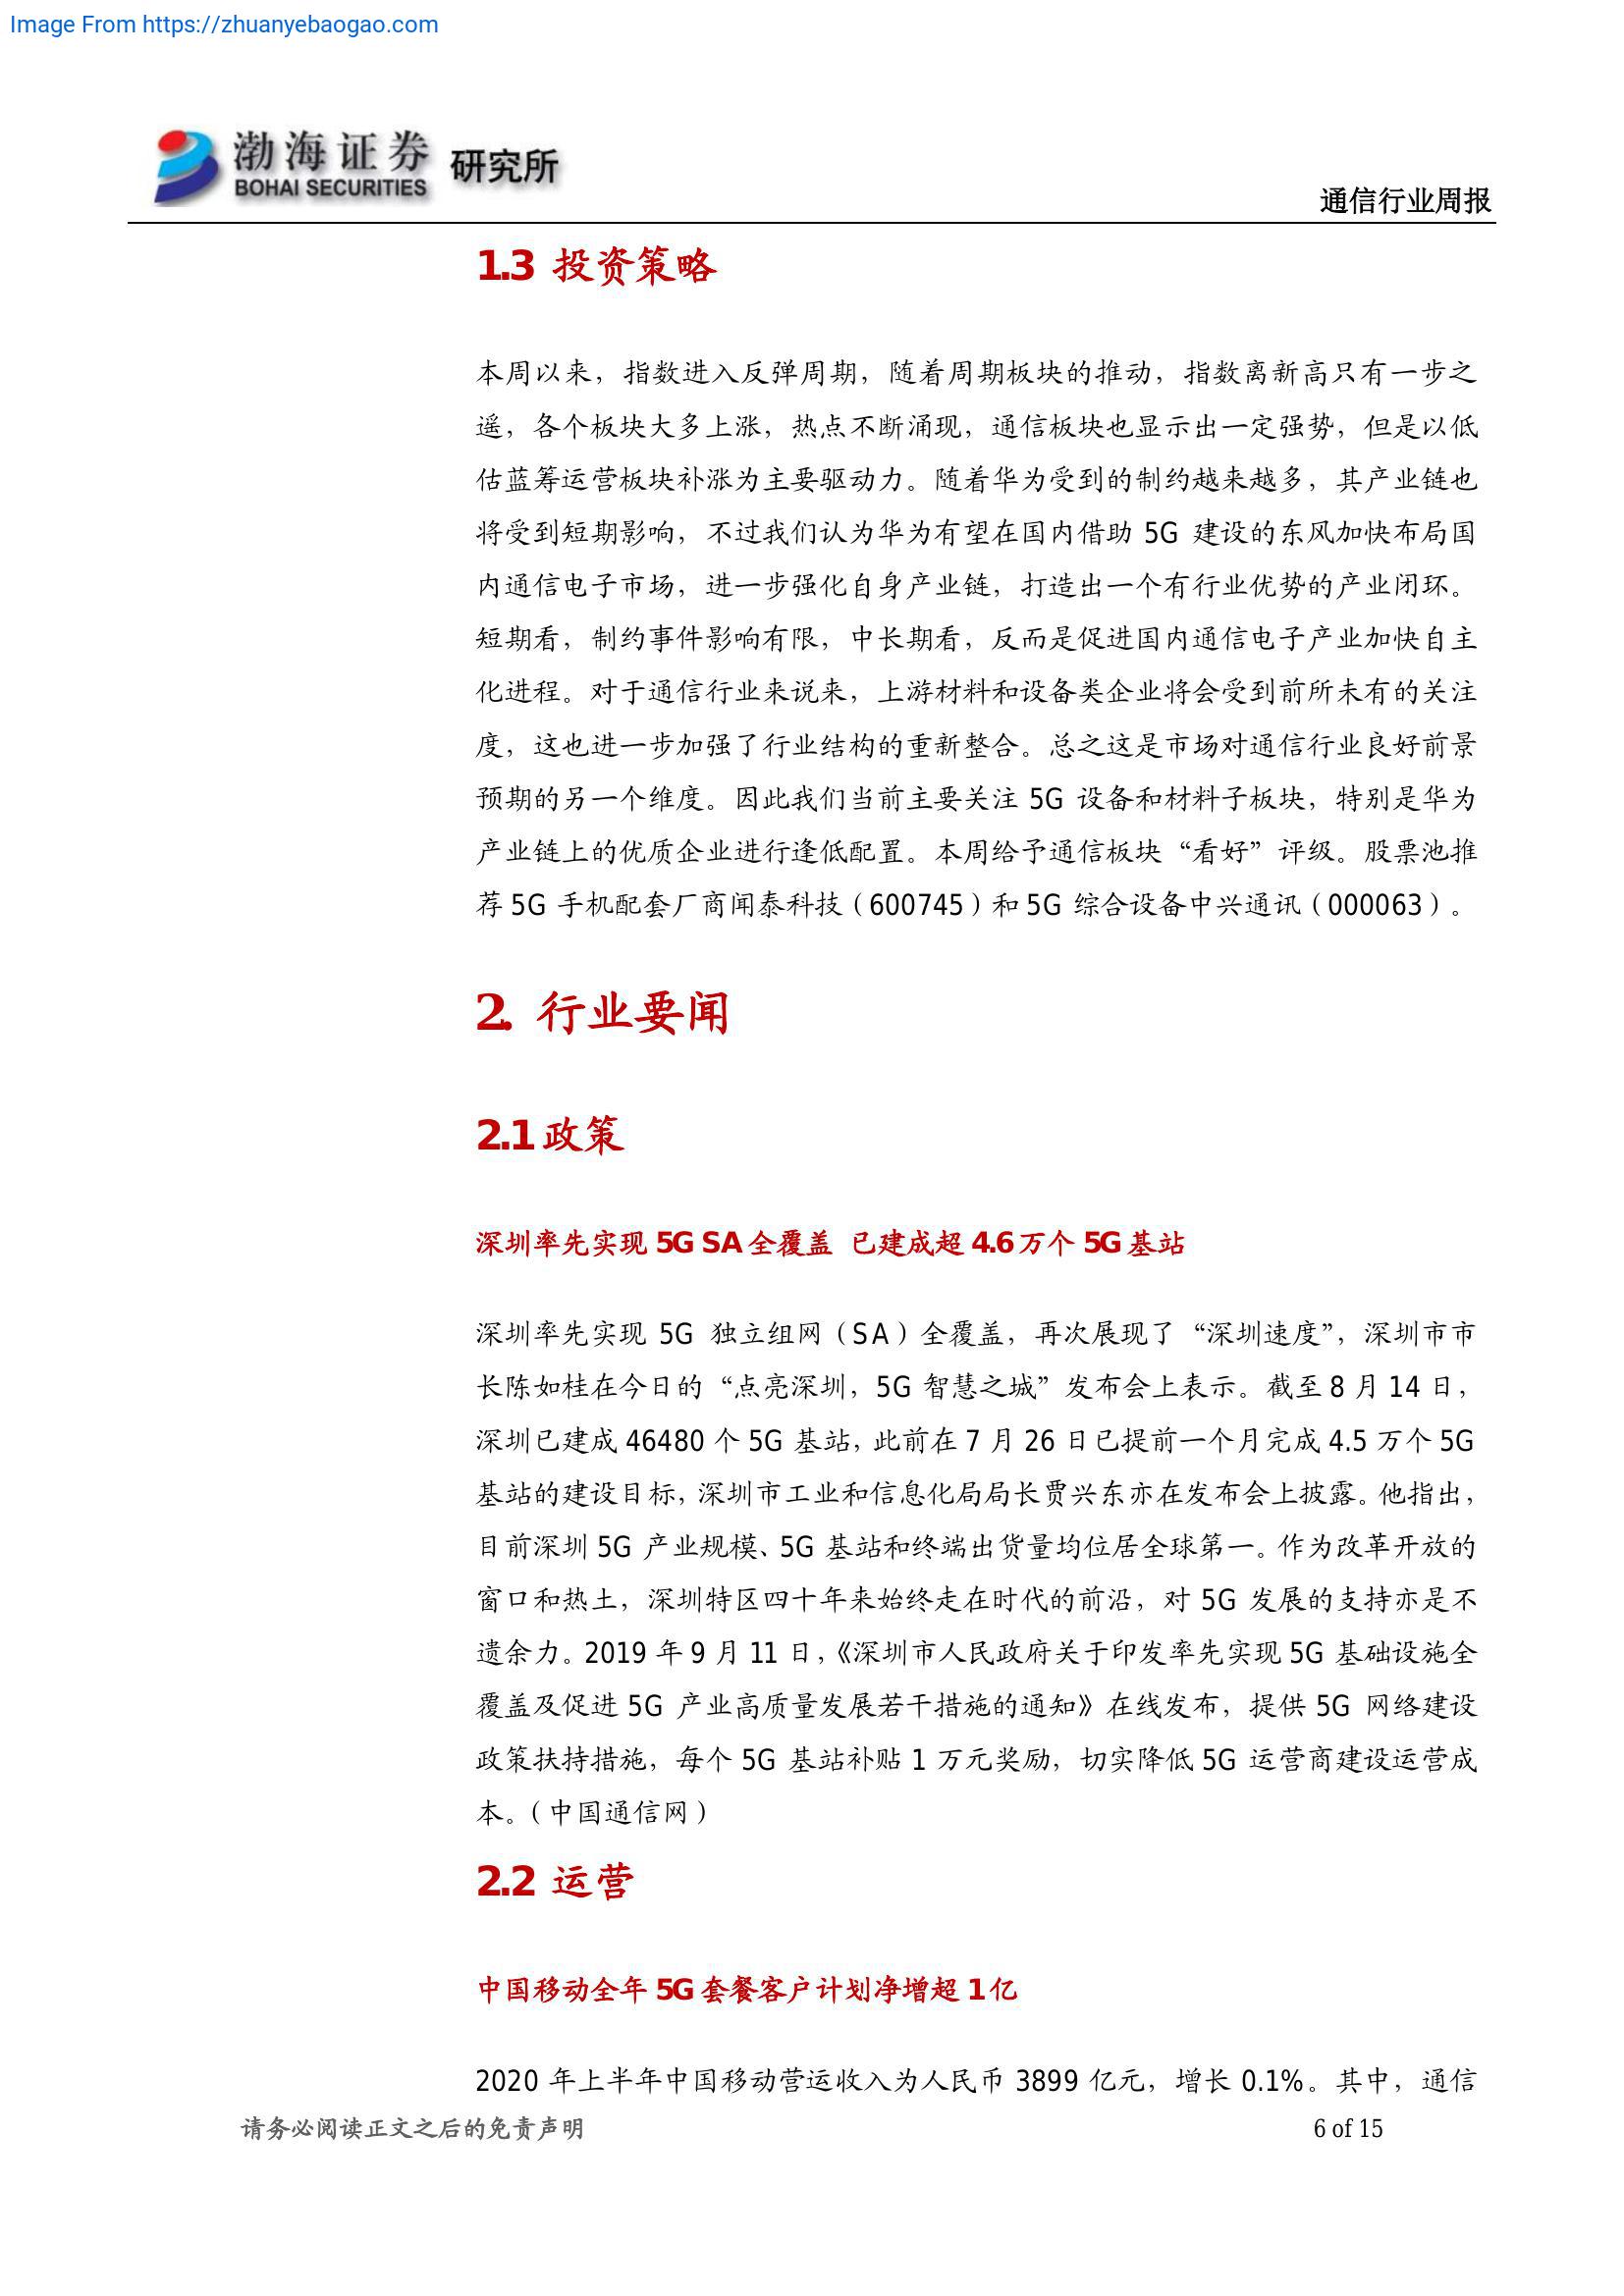 Image From https://zhuanyebaogao.com
渤海证券 研究所
BOHAI SECURITIES
通信行业周报
1.3 投资策略
本周以来，指数进入反弹周期，随着周期板块的推动，指数离新高只有一步之
遥，各个板块大多上涨，热点不断涌现，通信板块也显示出一定强势，但是以低
估蓝筹运营板块补涨为主要驱动力。随着华为受到的制约越来越多，其产业链也
将受到短期影响，不过我们认为华为有望在国内借助 5G 建设的东风加快布局国
内通信电子市场，进一步强化自身产业链，打造出一个有行业优势的产业闭环。
短期看，制约事件影响有限，中长期看，反而是促进国内通信电子产业加快自主
化进程。对于通信行业来说来，上游材料和设备类企业将会受到前所未有的关注
度，这也进一步加强了行业结构的重新整合。总之这是市场对通信行业良好前景
预期的另一个维度。因此我们当前主要关注 5G 设备和材料子板块，特别是华为
产业链上的优质企业进行逢低配置。本周给予通信板块“看好”评级。股票池推
荐 5G 手机配套厂商闻泰科技（600745）和 5G 综合设备中兴通讯（000063）。
2. 行业要闻
2.1 政策
深圳率先实现 5G SA 全覆盖 已建成超 4.6 万个 5G 基站
深圳率先实现 5G 独立组网（SA）全覆盖，再次展现了“深圳速度”，深圳市市
长陈如桂在今日的“点亮深圳，5G 智慧之城”发布会上表示。截至 8 月 14 日，
深圳已建成 46480 个 5G 基站，此前在 7 月 26 日已提前一个月完成 4.5 万个 5G
基站的建设目标，深圳市工业和信息化局局长贾兴东亦在发布会上披露。他指出，
目前深圳 5G 产业规模、5G 基站和终端出货量均位居全球第一。作为改革开放的
窗口和热土，深圳特区四十年来始终走在时代的前沿，对 5G 发展的支持亦是不
遗余力。2019 年 9 月 11 日，《深圳市人民政府关于印发率先实现 5G 基础设施全
覆盖及促进 5G 产业高质量发展若干措施的通知》在线发布，提供 5G 网络建设
政策扶持措施，每个 5G 基站补贴 1 万元奖励，切实降低 5G 运营商建设运营成
本。（中国通信网）
2.2 运营
中国移动全年 5G 套餐客户计划净增超 1 亿
2020 年上半年中国移动营运收入为人民币 3899 亿元，增长 0.1%。其中，通信
请务必阅读正文之后的免责声明
6 of 15